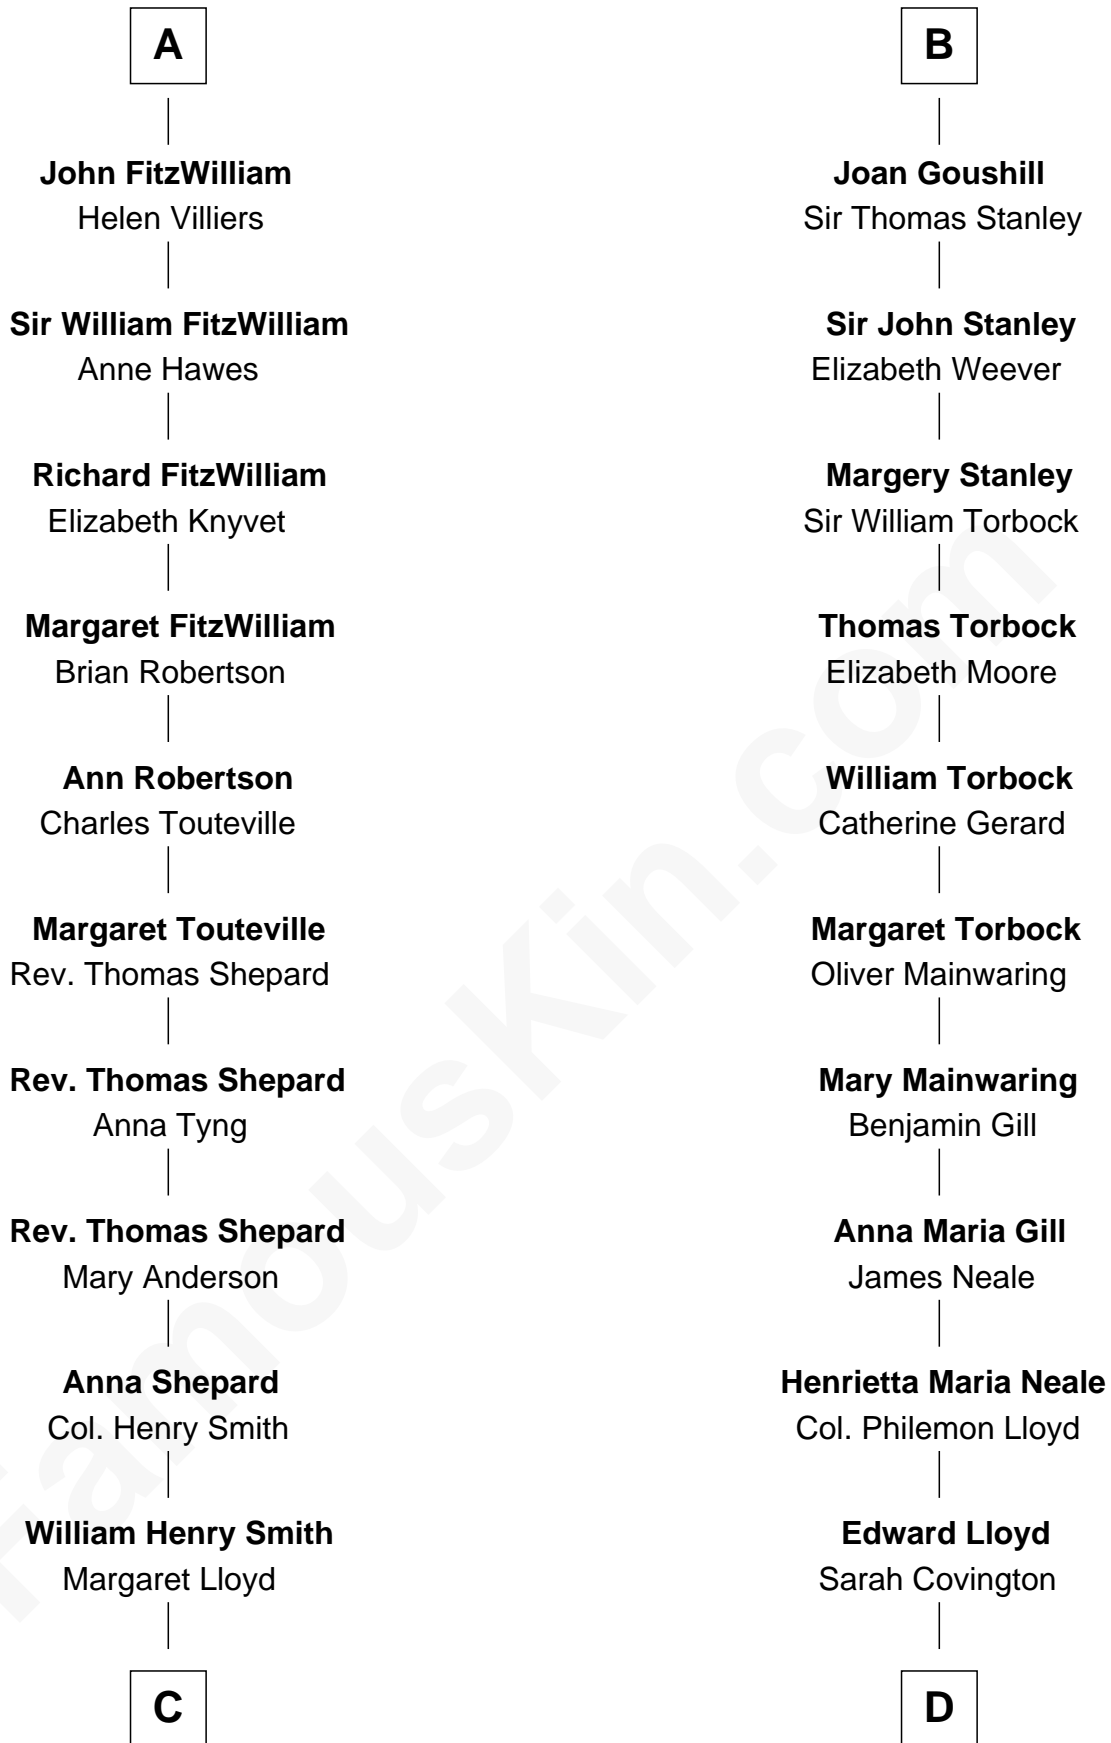 A
John FitzWilliam
Helen Villiers
Sir William FitzWilliam
Anne Hawes
Richard FitzWilliam
Elizabeth Knyvet
Margaret FitzWilliam
Brian Robertson
Ann Robertson
Charles Touteville
Margaret Touteville
Rev. Thomas Shepard
Rev. Thomas Shepard
Anna Tyng
Rev. Thomas Shepard
Mary Anderson
Anna Shepard
Col. Henry Smith
William Henry Smith
Margaret Lloyd
C
B
Joan Goushill
Sir Thomas Stanley
Sir John Stanley
Elizabeth Weever
Margery Stanley
Sir William Torbock
Thomas Torbock
Elizabeth Moore
William Torbock
Catherine Gerard
Margaret Torbock
Oliver Mainwaring
Mary Mainwaring
Benjamin Gill
Anna Maria Gill
James Neale
Henrietta Maria Neale
Col. Philemon Lloyd
Edward Lloyd
Sarah Covington
D
FamousKin.com